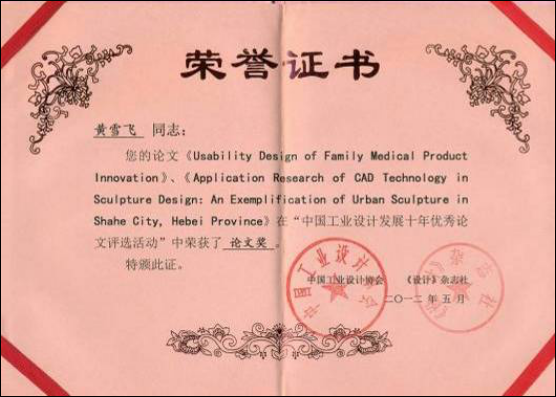 荣誉证书
黄雪飞 同志：
您的论文《Usability Design of Family Medical Product
Innovation》、《Application Research of CAD Technology in
Sculpture Design: An Exemplification of Urban Sculpture in
Shahe City, Hebei Province》在“中国工业设计发展十年优秀论
文评选活动”中荣获了 论文奖 。
特颁此证。
中国工业设计协会 《设计》杂志社
二〇一二年五月
中国工业设计协会
《设计》杂志社